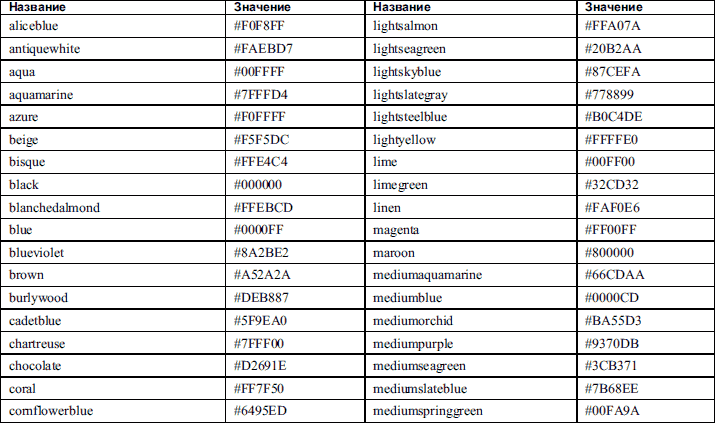 Название Значение Название Значение
aliceblue #F0F8FF lightsalmon #FFA07A
antiquewhite #FAEBD7 lightseagreen #20B2AA
aqua #00FFFF lightskyblue #87CEFA
aquamarine #7FFFD4 lightslategray #778899
azure #F0FFFF lightsteelblue #B0C4DE
beige #F5F5DC lightyellow #FFFFE0
bisque #FFE4C4 lime #00FF00
black #000000 limegreen #32CD32
blanchedalmond #FFEBCD linen #FAF0E6
blue #0000FF magenta #FF00FF
blueviolet #8A2BE2 maroon #800000
brown #A52A2A mediumaquamarine #66CDAA
burlywood #DEB887 mediumblue #0000CD
cadetblue #5F9EA0 mediumorchid #BA55D3
chartreuse #7FFF00 mediumpurple #9370DB
chocolate #D2691E mediumseagreen #3CB371
coral #FF7F50 mediumslateblue #7B68EE
cornflowerblue #6495ED mediumspringgreen #00FA9A